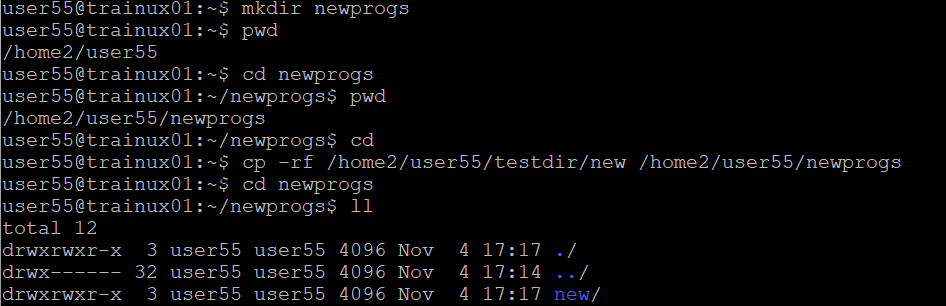 user55@trainux01:~$ mkdir newprogs
user55@trainux01:~$ pwd
/home2/user55
user55@trainux01:~$ cd newprogs
user55@trainux01:~/newprogs$ pwd
/home2/user55/newprogs
user55@trainux01:~/newprogs$ cd
user55@trainux01:~$ cp -rf /home2/user55/testdir/new /home2/user55/newprogs
user55@trainux01:~$ cd newprogs
user55@trainux01:~/newprogs$ ll
total 12
drwxrwxr-x  3 user55 user55 4096 Nov  4 17:17 ./
drwx------ 32 user55 user55 4096 Nov  4 17:14 ../
drwxrwxr-x  3 user55 user55 4096 Nov  4 17:17 new/